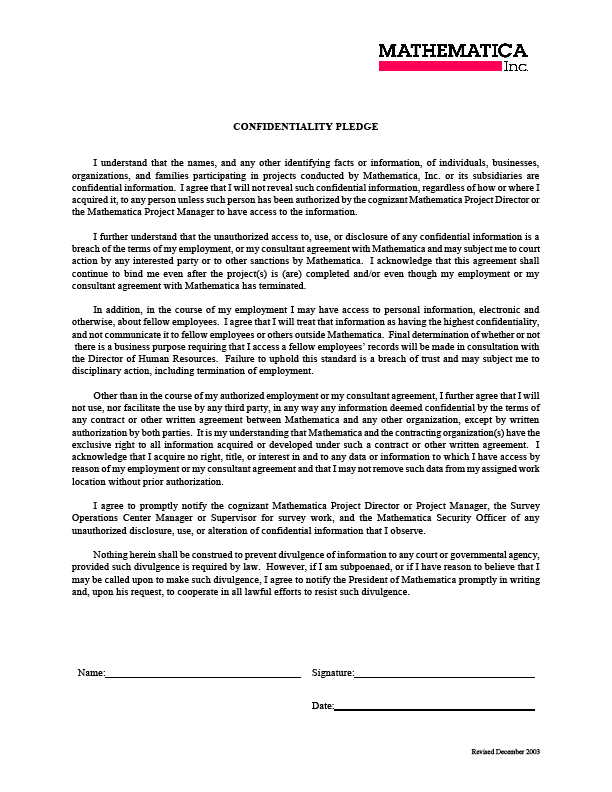 MATHEMATICA
Inc.
CONFIDENTIALITY PLEDGE
I understand that the names, and any other identifying facts or information, of individuals, businesses,
organizations, and families participating in projects conducted by Mathematica, Inc. or its subsidiaries are
confidential information. I agree that I will not reveal such confidential information, regardless of how or where I
acquired it, to any person unless such person has been authorized by the cognizant Mathematica Project Director or
the Mathematica Project Manager to have access to the information.
I further understand that the unauthorized access to, use, or disclosure of any confidential information is a
breach of the terms of my employment, or my consultant agreement with Mathematica and may subject me to court
action by any interested party or to other sanctions by Mathematica. I acknowledge that this agreement shall
continue to bind me even after the project(s) is (are) completed and/or even though my employment or my
consultant agreement with Mathematica has terminated.
In addition, in the course of my employment I may have access to personal information, electronic and
otherwise, about fellow employees. I agree that I will treat that information as having the highest confidentiality,
and not communicate it to fellow employees or others outside Mathematica. Final determination of whether or not
there is a business purpose requiring that I access a fellow employees' records will be made in consultation with
the Director of Human Resources. Failure to uphold this standard is a breach of trust and may subject me to
disciplinary action, including termination of employment.
Other than in the course of my authorized employment or my consultant agreement, I further agree that I will
not use, nor facilitate the use by any third party, in any way any information deemed confidential by the terms of
any contract or other written agreement between Mathematica and any other organization, except by written
authorization by both parties. It is my understanding that Mathematica and the contracting organization(s) have the
exclusive right to all information acquired or developed under such a contract or other written agreement. I
acknowledge that I acquire no right, title, or interest in and to any data or information to which I have access by
reason of my employment or my consultant agreement and that I may not remove such data from my assigned work
location without prior authorization.
I agree to promptly notify the cognizant Mathematica Project Director or Project Manager, the Survey
Operations Center Manager or Supervisor for survey work, and the Mathematica Security Officer of any
unauthorized disclosure, use, or alteration of confidential information that I observe.
Nothing herein shall be construed to prevent divulgence of information to any court or governmental agency,
provided such divulgence is required by law. However, if I am subpoenaed, or if I have reason to believe that I
may be called upon to make such divulgence, I agree to notify the President of Mathematica promptly in writing
and, upon his request, to cooperate in all lawful efforts to resist such divulgence.
Name: Signature:
Date:
Revised December 2003